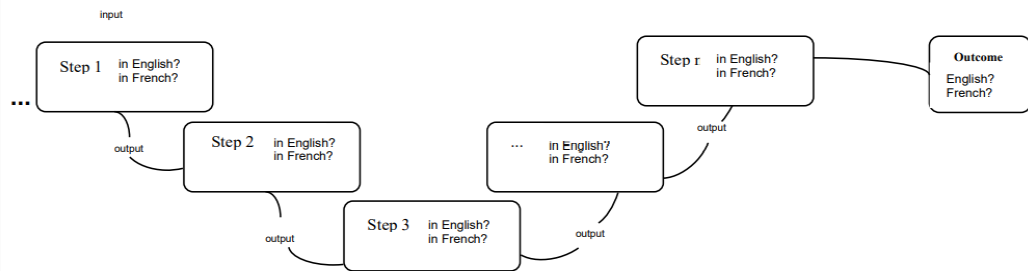 input
...
Step 1
in English?
in French?
output
Step 2
in English?
in French?
output
Step 3
in English?
in French?
output
...
in English?
in French?
output
Step r
in English?
in French?
Outcome
English?
French?